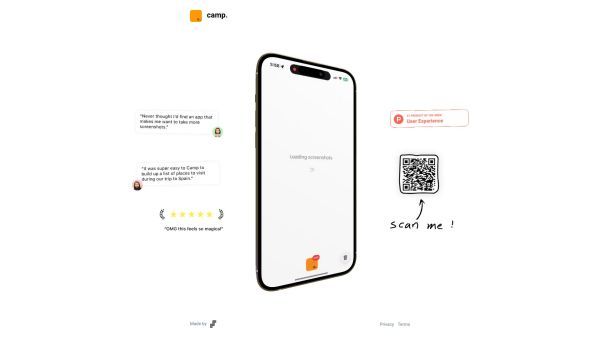 camp.
"Never thought I'd find an app that
makes me want to take more
screenshots."
"It was super easy to Camp to
build up a list of places to visit
during our trip to Spain."
"OMG this feels so magical"
Loading screenshots
#1 PRODUCT OF THE WEEK
User Experience
scan me !
Made by
Privacy Terms